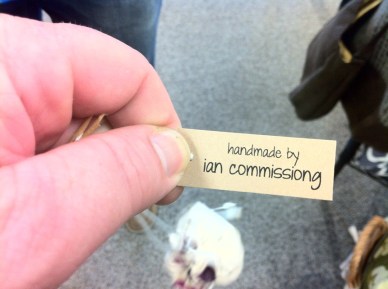 handmade by
ian commissiong